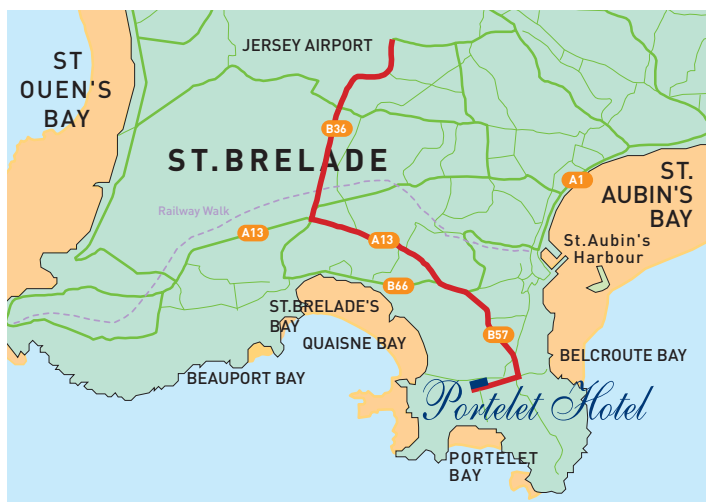 JERSEY AIRPORT
ST
OUEN'S
BAY
B36
ST.BRELADE
A1
ST.
AUBIN'S
BAY
Railway Walk
A13
A13
St.Aubin's
Harbour
B66
ST.BRELADE'S
BAY
QUAISNE BAY
B57
BELCROUTE BAY
BEAUPORT BAY
Portelet Hotel
PORTELET
BAY